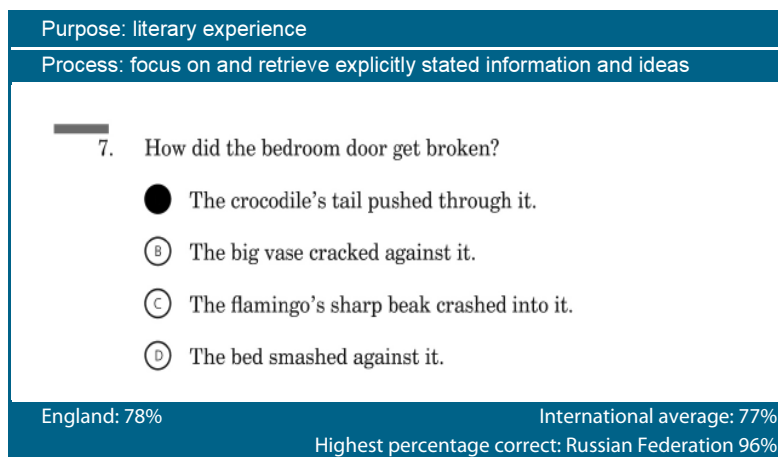 Purpose: literary experience
Process: focus on and retrieve explicitly stated information and ideas
7. How did the bedroom door get broken?
The crocodile’s tail pushed through it.
B The big vase cracked against it.
C The flamingo’s sharp beak crashed into it.
D The bed smashed against it.
England: 78% International average: 77%
Highest percentage correct: Russian Federation 96%